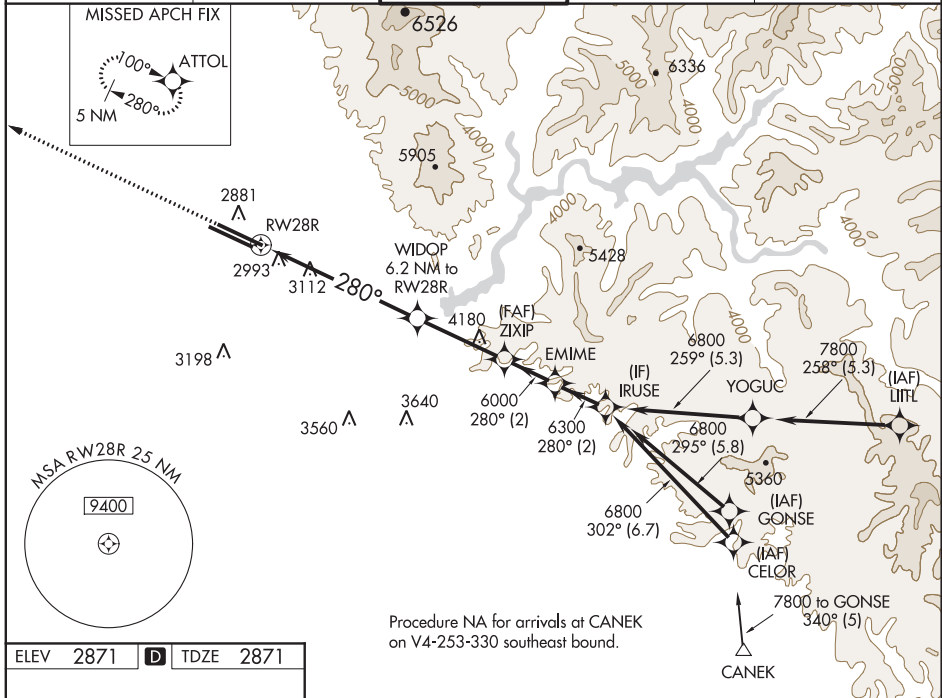 MISSED APCH FIX
ATTOL
100°
280°
5 NM
6526
6336
5000
5000
5000
4000
4000
5905
4000
2881
RW28R
2993
3112
280°
WIDOP
6.2 NM to
RW28R
4000
5428
4000
4180
(FAF)
ZIXIP
EMIME
4000
3198
6800
259° (5.3)
7800
258° (5.3)
(IF)
IRUSE
YOGUC
(IAF)
LIITL
6000
280° (2)
6300
280° (2)
3560
3640
6800
295° (5.8)
5360
6800
302° (6.7)
(IAF)
GONSE
(IAF)
CELOR
MSA RW28R 25 NM
9400
7800 to GONSE
340° (5)
CANEK
Procedure NA for arrivals at CANEK
on V4-253-330 southeast bound.
ELEV 2871 D TDZE 2871